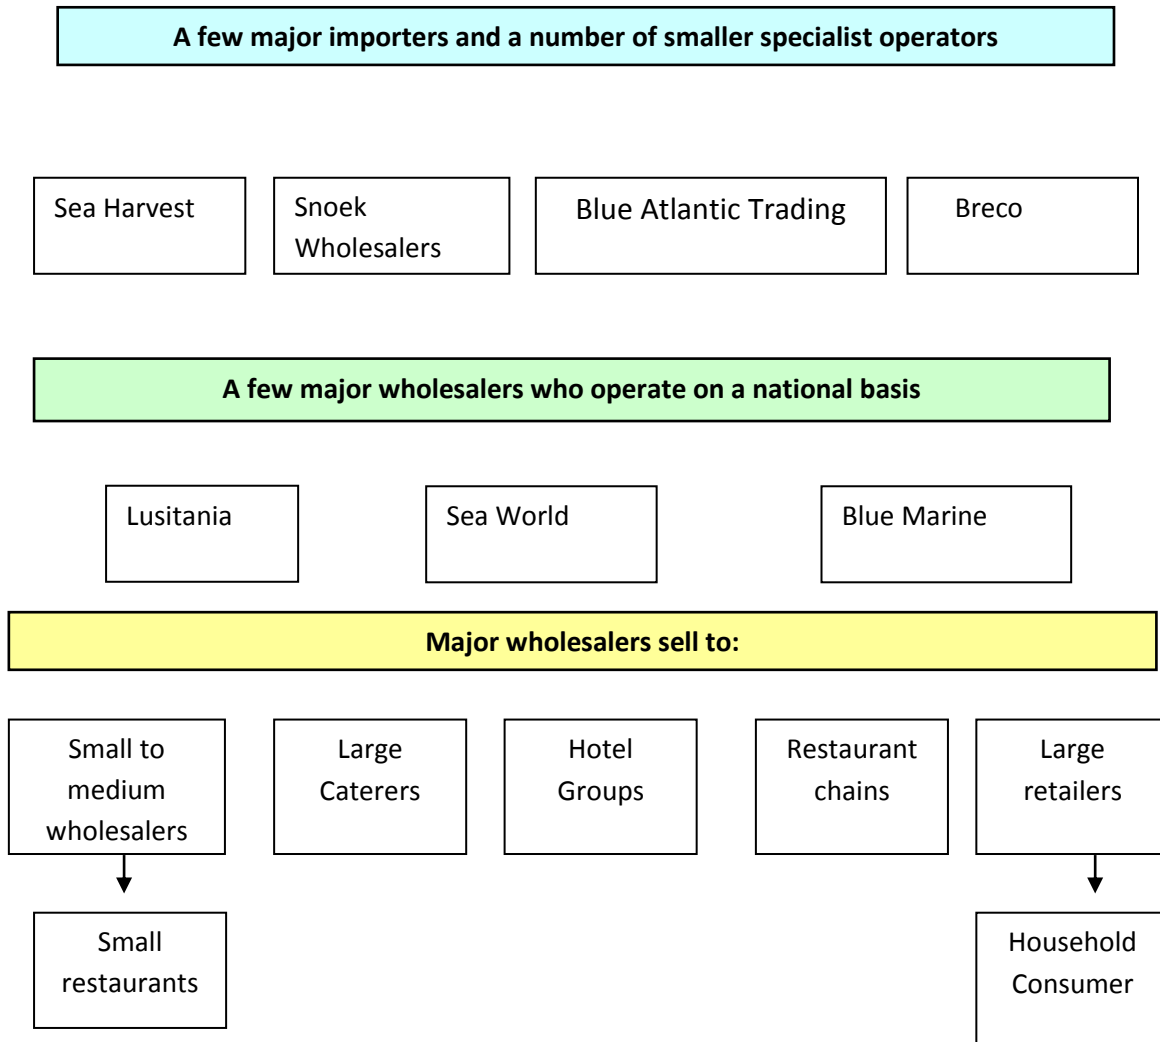 A few major importers and a number of smaller specialist operators
Sea Harvest
Snoek
Wholesalers
Blue Atlantic Trading
Breco
A few major wholesalers who operate on a national basis
Lusitania
Sea World
Blue Marine
Major wholesalers sell to:
Small to
medium
wholesalers
Large
Caterers
Hotel
Groups
Restaurant
chains
Large
retailers
Small
restaurants
Household
Consumer